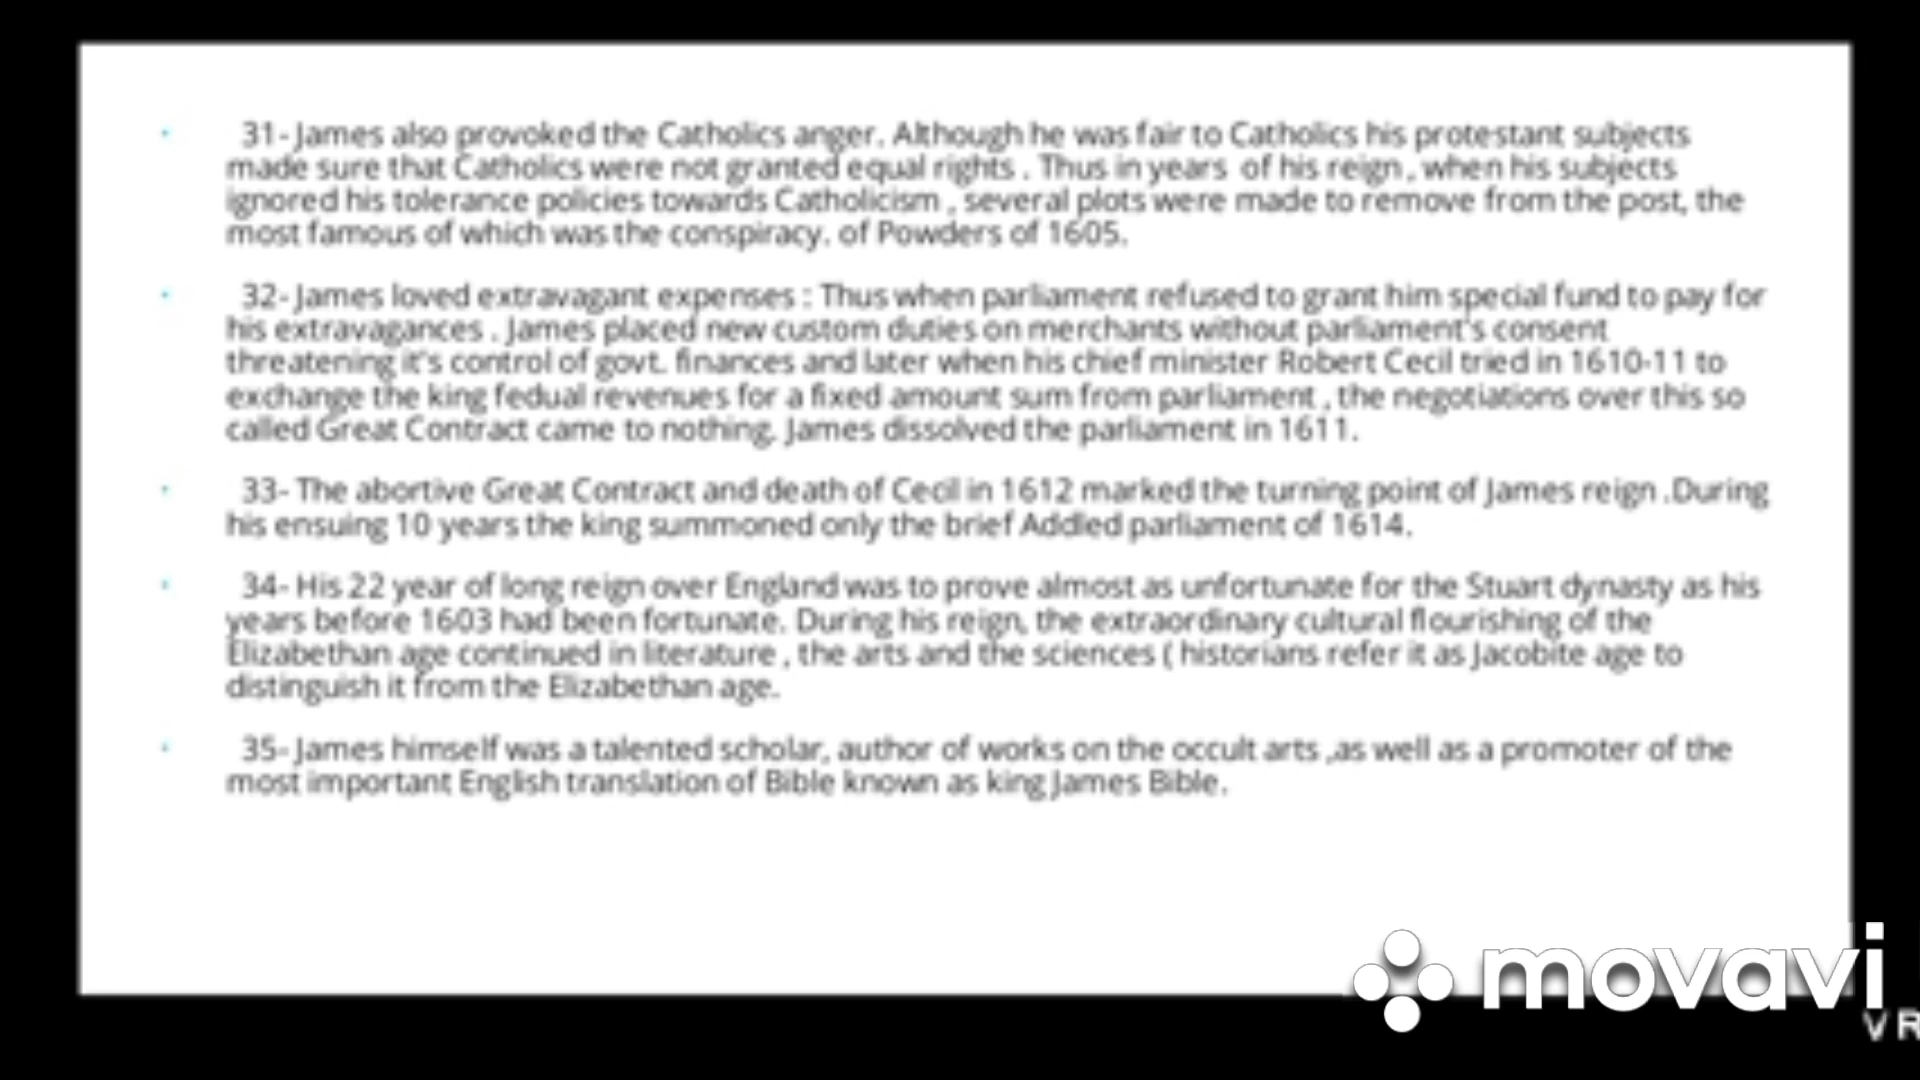 31- James also provoked the Catholics anger. Although he was fair to Catholics his protestant subjects
made sure that Catholics were not granted equal rights . Thus in years of his reign , when his subjects
ignored his tolerance policies towards Catholicism , several plots were made to remove from the post, the
most famous of which was the conspiracy. of Powders of 1605.
32- James loved extravagant expenses : Thus when parliament refused to grant him special fund to pay for
his extravagances . James placed new custom duties on merchants without parliament's consent
threatening it's control of govt. finances and later when his chief minister Robert Cecil tried in 1610-11 to
exchange the king fedual revenues for a fixed amount sum from parliament , the negotiations over this so
called Great Contract came to nothing. James dissolved the parliament in 1611.
33- The abortive Great Contract and death of Cecil in 1612 marked the turning point of James reign .During
his ensuing 10 years the king summoned only the brief Addled parliament of 1614.
34- His 22 year of long reign over England was to prove almost as unfortunate for the Stuart dynasty as his
years before 1603 had been fortunate. During his reign, the extraordinary cultural flourishing of the
Elizabethan age continued in literature , the arts and the sciences ( historians refer it as Jacobite age to
distinguish it from the Elizabethan age.
35- James himself was a talented scholar, author of works on the occult arts ,as well as a promoter of the
most important English translation of Bible known as king James Bible.
movavi
V R